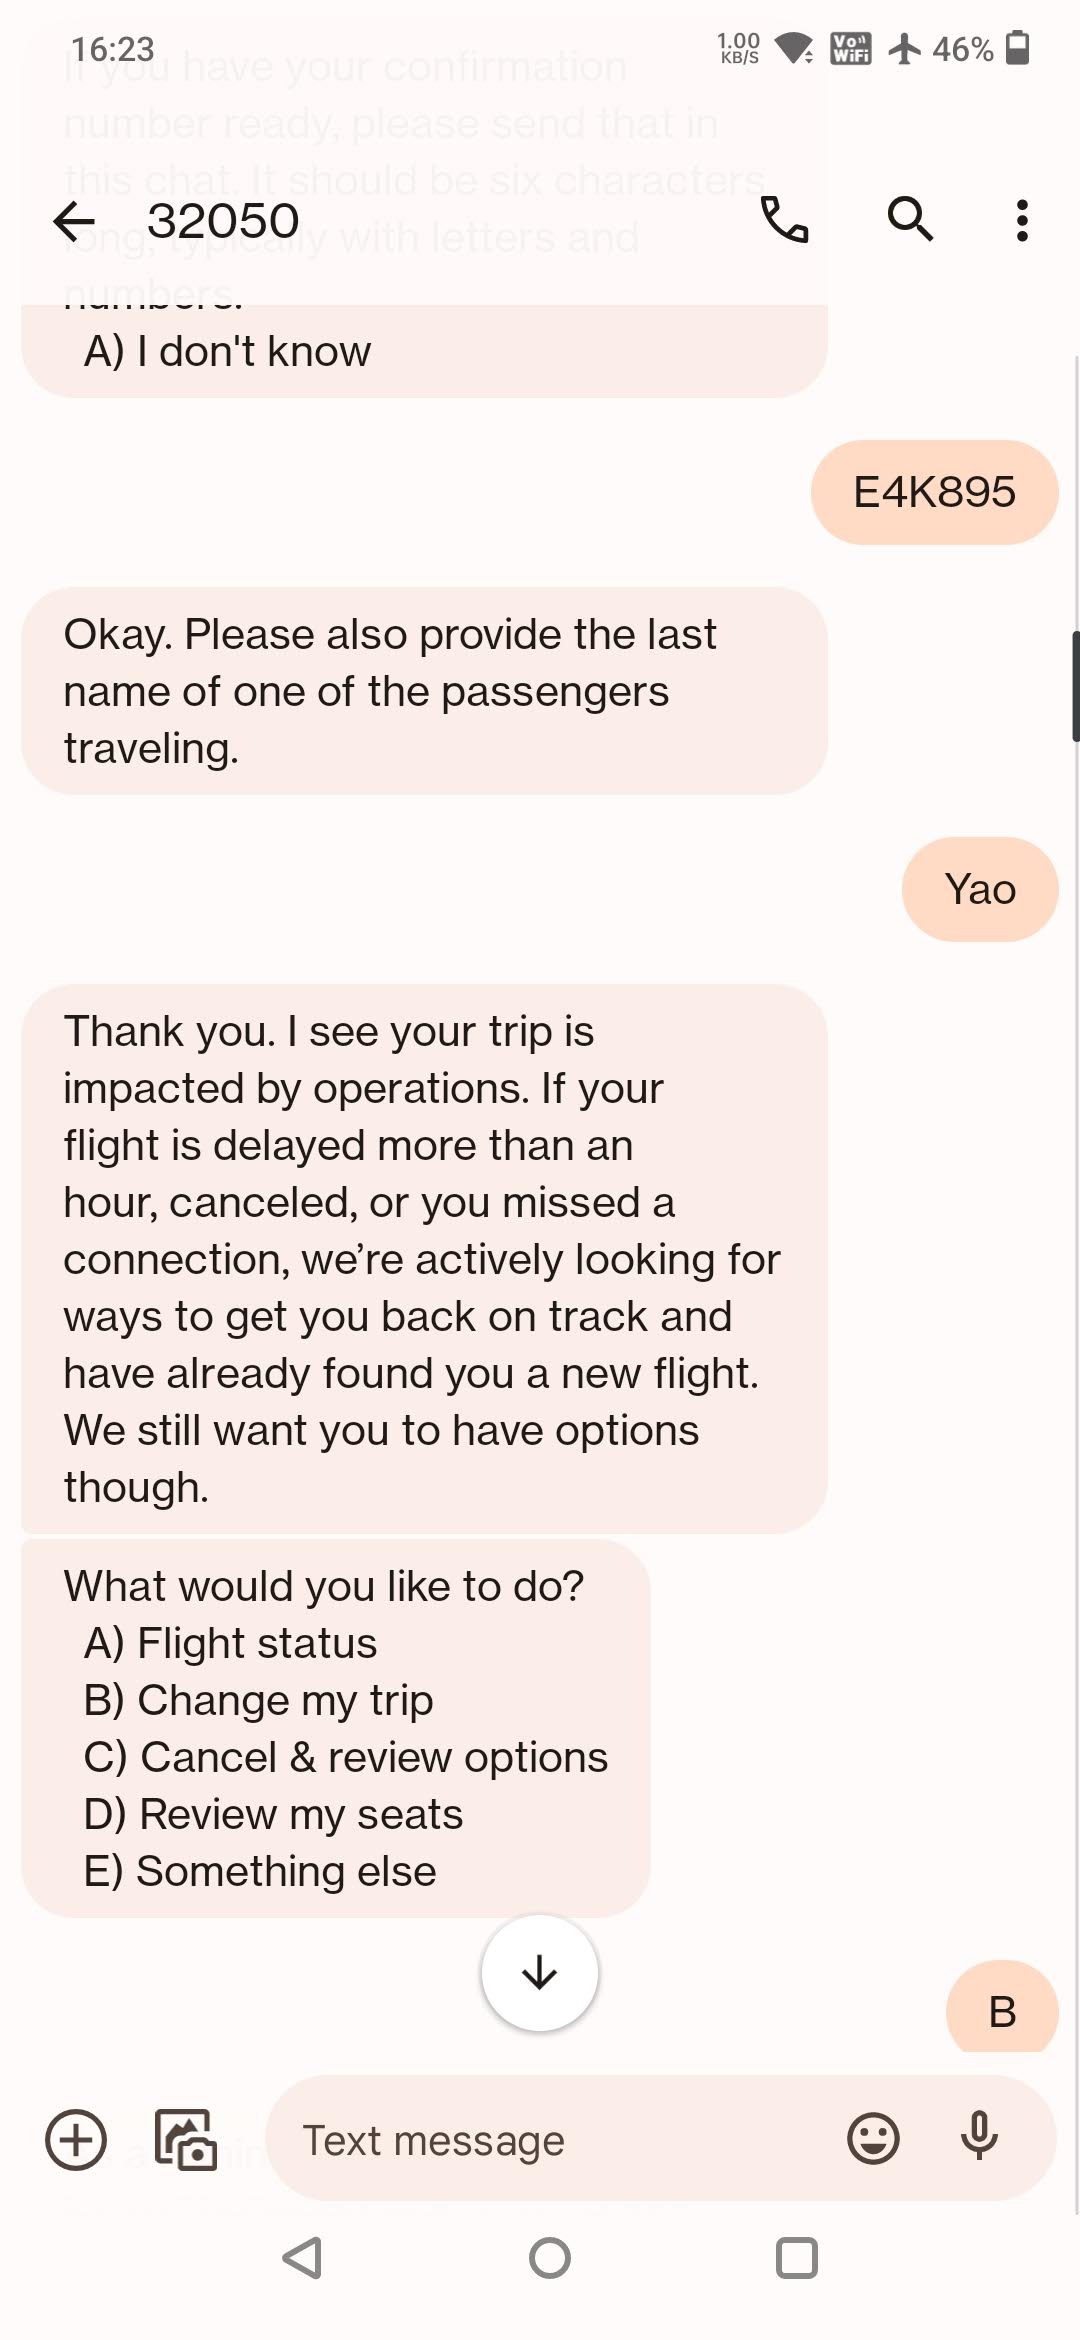 16:23
1.00
KB/S
Vo
WiFi
46%
If you have your confirmation
number ready, please send that in
this chat. It should be six characters
32050
long, typically with letters and
numbers.
A) I don't know
E4K895
Okay. Please also provide the last
name of one of the passengers
traveling.
Yao
Thank you. I see your trip is
impacted by operations. If your
flight is delayed more than an
hour, canceled, or you missed a
connection, we’re actively looking for
ways to get you back on track and
have already found you a new flight.
We still want you to have options
though.
What would you like to do?
A) Flight status
B) Change my trip
C) Cancel & review options
D) Review my seats
E) Something else
B
Text message